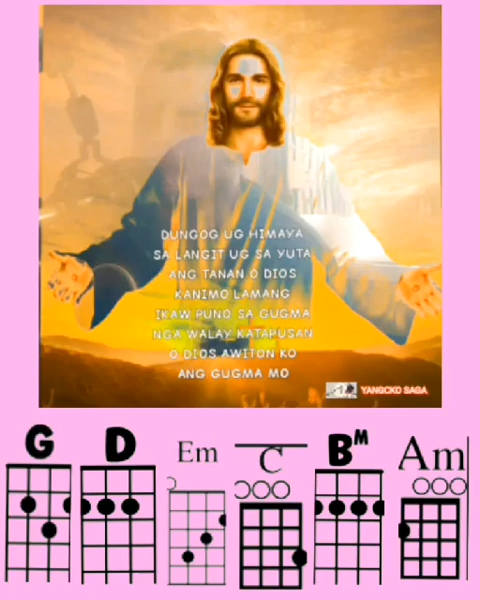 DUNGOG UG HIMAYA
SA LANGIT UG SA YUTA
ANG TANAN O DIOS
KANIMO LAMANG
IKAW PUNO SA GUGMA
NGA WALAY KATAPUSAN
O DIOS AWITON KO
ANG GUGMA MO
YANGCKO SAGA
G D Em C Bᴹ Am